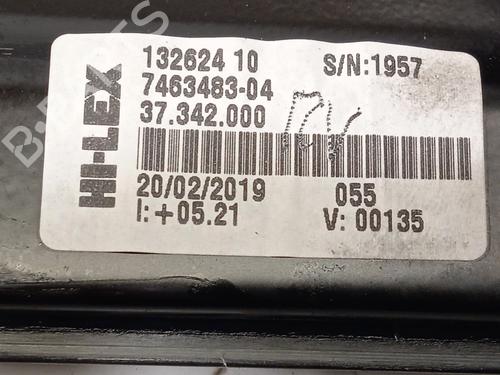 HI-LEX
132624 10 S/N:1957
7463483-04
37.342.000
20/02/2019 055
I:+05.21 V: 00135